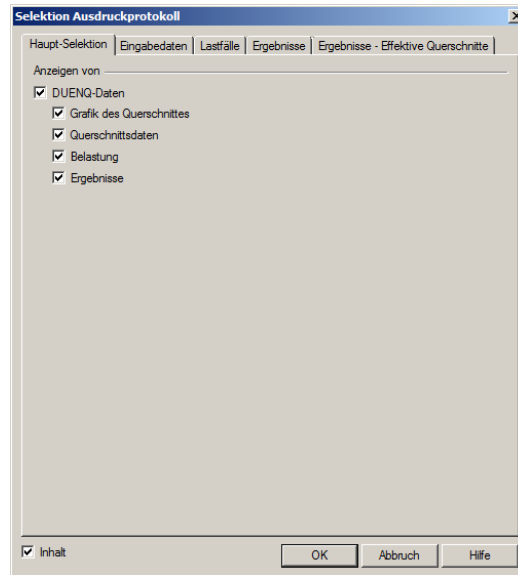 Selektion Ausdruckprotokoll
Haupt-Selektion Eingabedaten Lastfälle Ergebnisse Ergebnisse - Effektive Querschnitte
Anzeigen von
DUENQ-Daten
Grafik des Querschnittes
Querschnittsdaten
Belastung
Ergebnisse
Inhalt OK Abbruch Hilfe